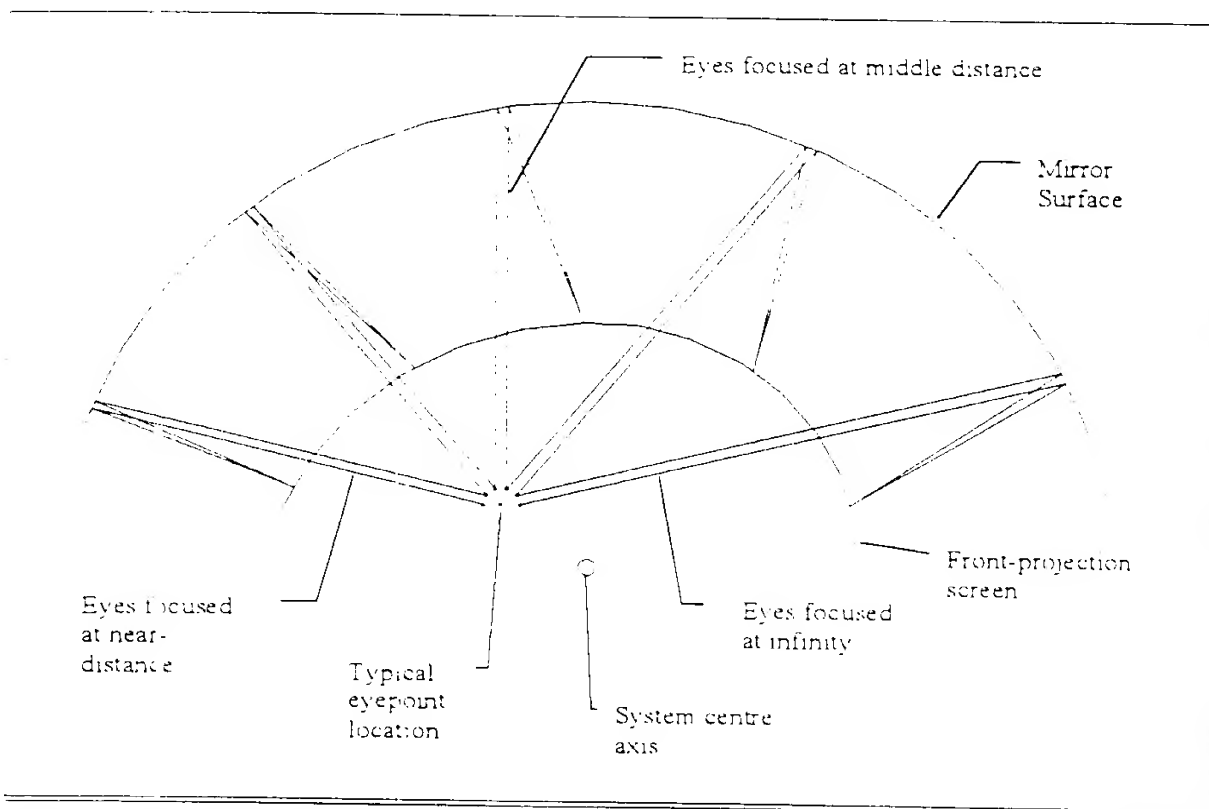 Eyes focused at middle distance
Mirror
Surface
Front-projection
screen
Eyes focused
at near-
distance
Eyes focused
at infinity
Typical
eyepoint
location
System centre
axis